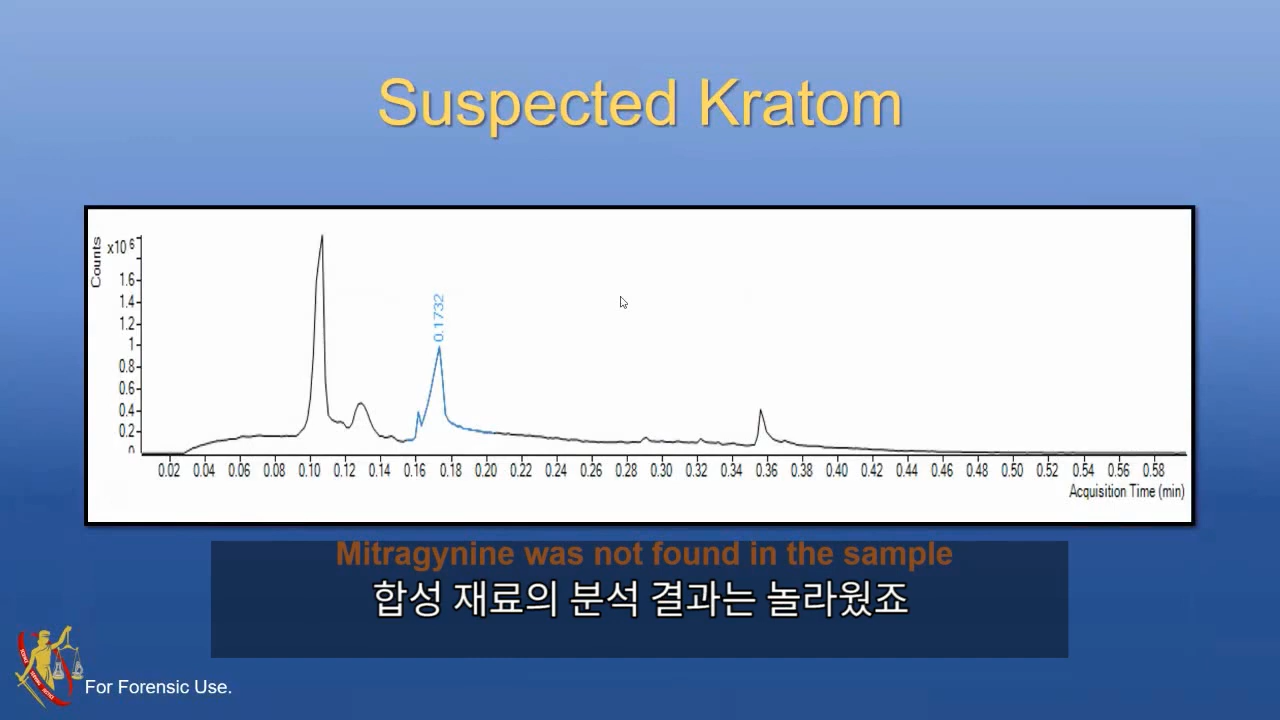 Suspected Kratom
Counts
x10 6
1.6
1.4
1.2
1
0.8
0.6
0.4
0.2
0
0.1732
0.02 0.04 0.06 0.08 0.10 0.12 0.14 0.16 0.18 0.20 0.22 0.24 0.26 0.28 0.30 0.32 0.34 0.36 0.38 0.40 0.42 0.44 0.46 0.48 0.50 0.52 0.54 0.56 0.58
Acquisition Time (min)
Mitragynine was not found in the sample
합성 재료의 분석 결과는 놀라웠죠
For Forensic Use.